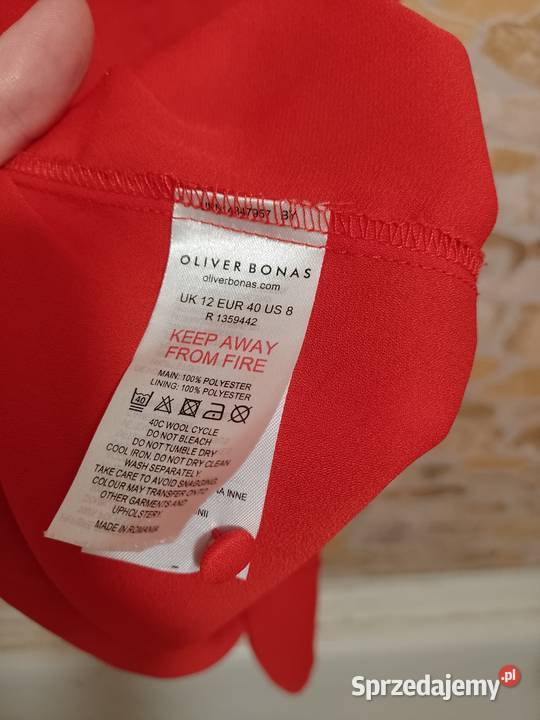 OLIVER BONAS
oliverbonas.com
UK 12 EUR 40 US 8
R 1359442
KEEP AWAY
FROM FIRE
MAIN: 100% POLYESTER
LINING: 100% POLYESTER
40
40C WOOL CYCLE
DO NOT BLEACH
DO NOT TUMBLE DRY
COOL IRON. DO NOT DRY CLEAN
WASH SEPARATELY.
TAKE CARE TO AVOID SNAGGING.
COLOUR MAY TRANSFER ONTO
OTHER GARMENTS AND
UPHOLSTERY
MADE IN ROMANIA
INNE
Sprzedajemy.pl